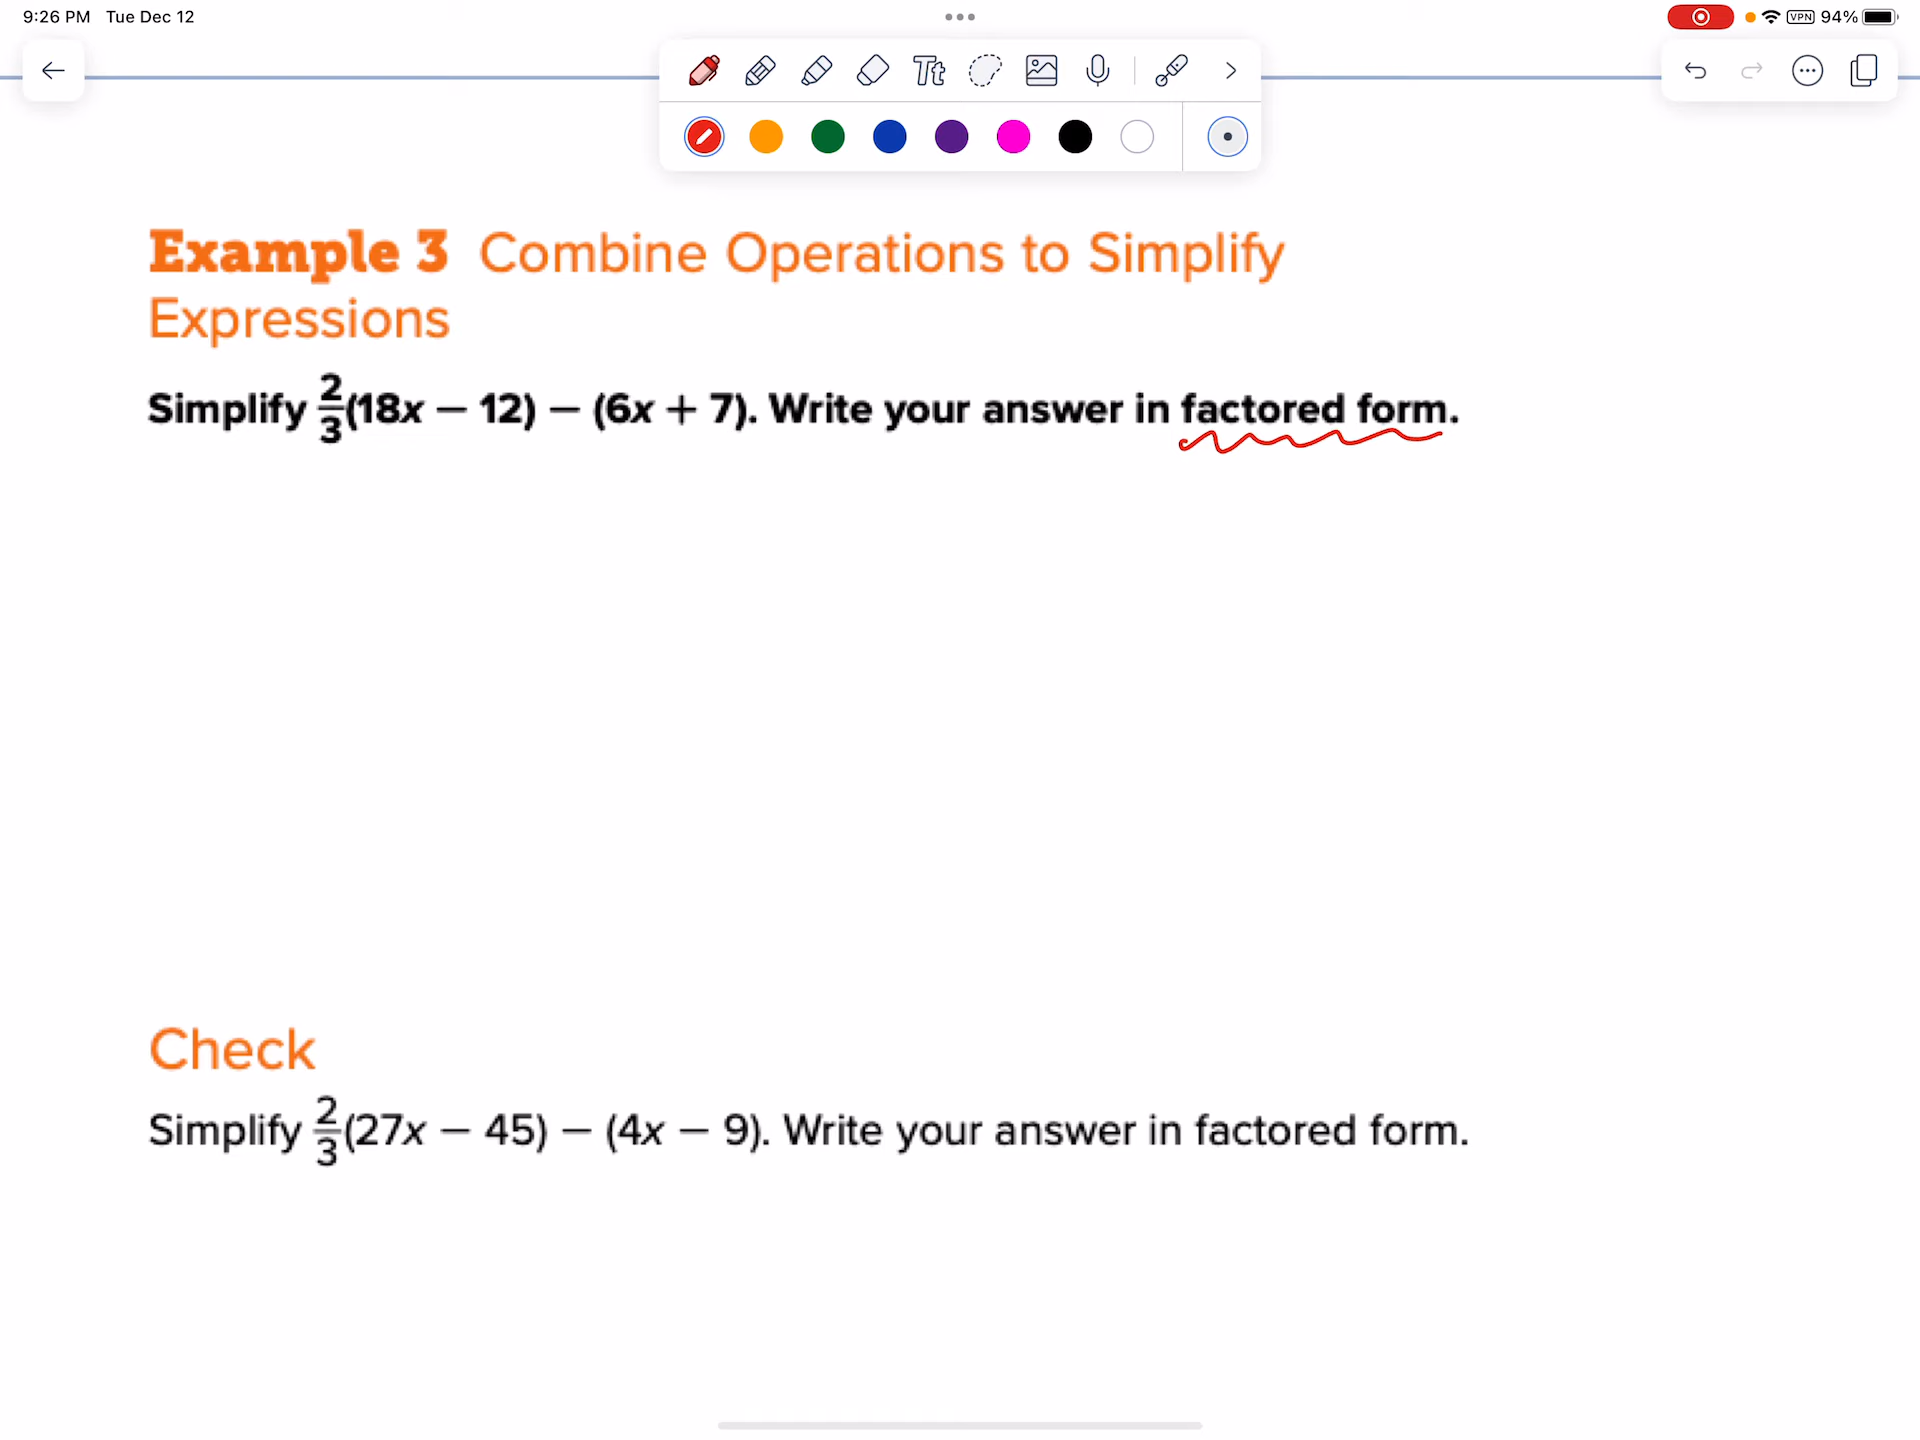 9:26 PM Tue Dec 12
VPN 94%
Tt
Example 3 Combine Operations to Simplify
Expressions
Simplify 2/3(18x − 12) − (6x + 7). Write your answer in factored form.
Check
Simplify 2/3(27x − 45) − (4x − 9). Write your answer in factored form.